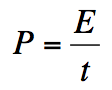 P = E/t